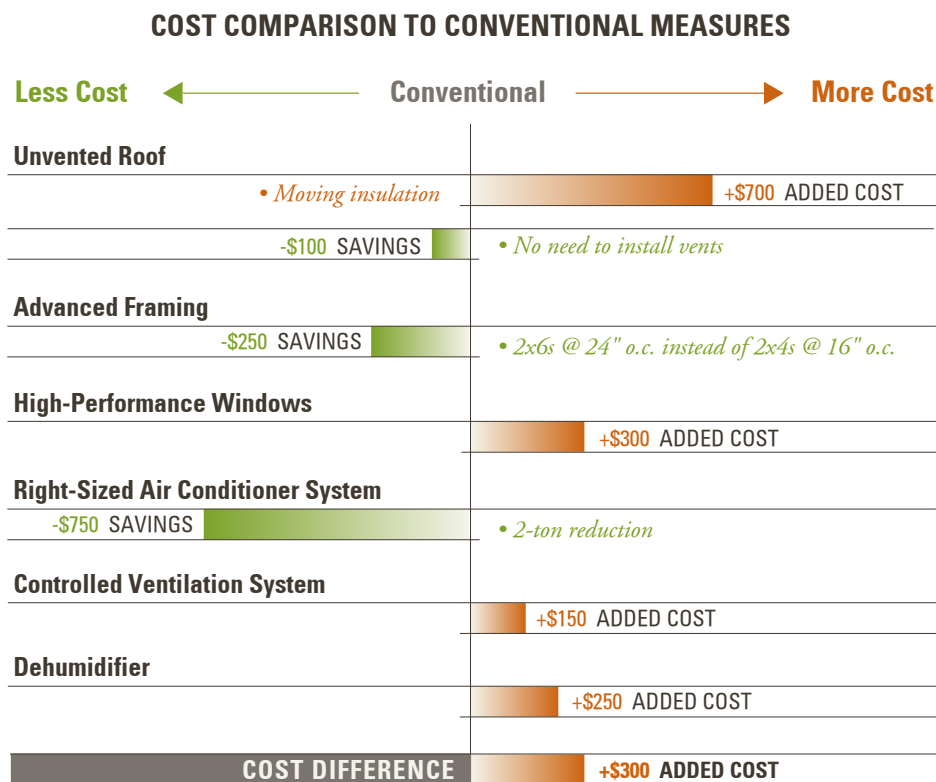 COST COMPARISON TO CONVENTIONAL MEASURES
Less Cost Conventional More Cost
Unvented Roof
• Moving insulation +$700 ADDED COST
-$100 SAVINGS • No need to install vents
Advanced Framing
-$250 SAVINGS • 2x6s @ 24" o.c. instead of 2x4s @ 16" o.c.
High-Performance Windows
+$300 ADDED COST
Right-Sized Air Conditioner System
-$750 SAVINGS • 2-ton reduction
Controlled Ventilation System
+$150 ADDED COST
Dehumidifier
+$250 ADDED COST
COST DIFFERENCE +$300 ADDED COST